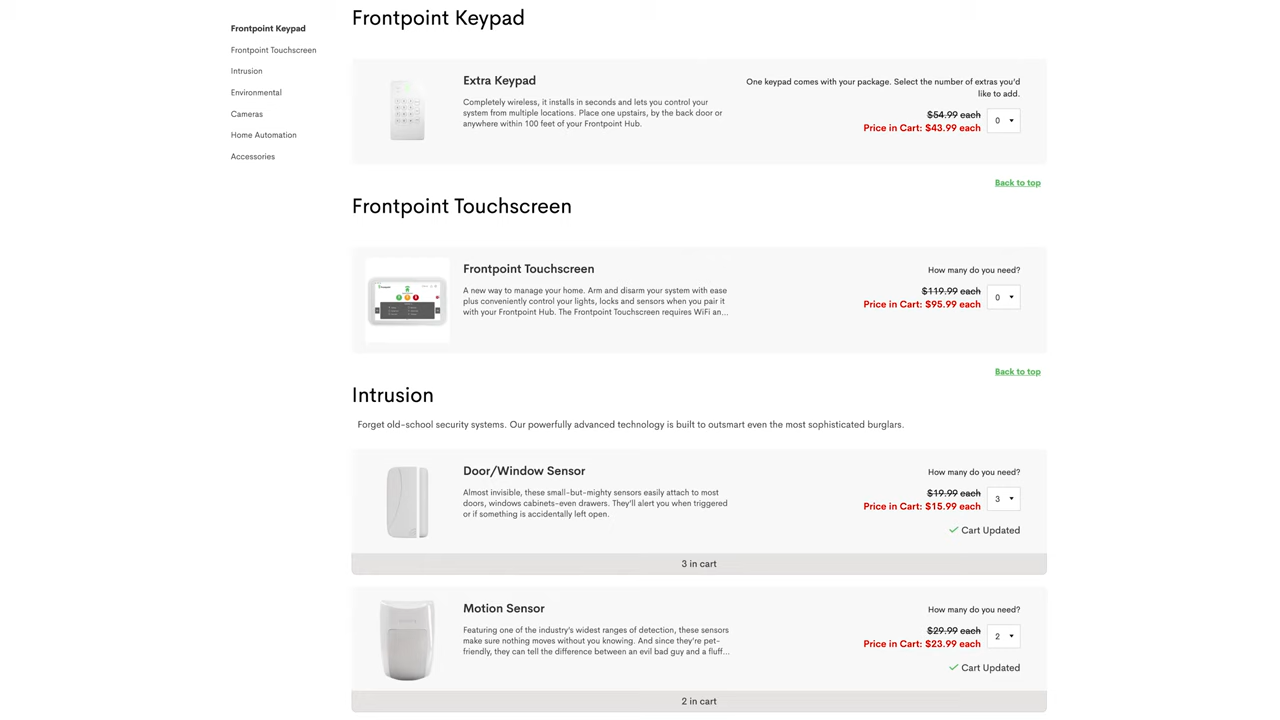 Frontpoint Keypad
Frontpoint Touchscreen
Intrusion
Environmental
Cameras
Home Automation
Accessories
Frontpoint Keypad
Extra Keypad
Completely wireless, it installs in seconds and lets you control your
system from multiple locations. Place one upstairs, by the back door or
anywhere within 100 feet of your Frontpoint Hub.
One keypad comes with your package. Select the number of extras you'd
like to add.
$54.99 each
Price in Cart: $43.99 each
0
Back to top
Frontpoint Touchscreen
Frontpoint Touchscreen
A new way to manage your home. Arm and disarm your system with ease
plus conveniently control your lights, locks and sensors when you pair it
with your Frontpoint Hub. The Frontpoint Touchscreen requires WiFi an...
How many do you need?
$119.99 each
Price in Cart: $95.99 each
0
Back to top
Intrusion
Forget old-school security systems. Our powerfully advanced technology is built to outsmart even the most sophisticated burglars.
Door/Window Sensor
Almost invisible, these small-but-mighty sensors easily attach to most
doors, windows cabinets-even drawers. They'll alert you when triggered
or if something is accidentally left open.
How many do you need?
$19.99 each
Price in Cart: $15.99 each
3
Cart Updated
3 in cart
Motion Sensor
Featuring one of the industry's widest ranges of detection, these sensors
make sure nothing moves without you knowing. And since they're pet-
friendly, they can tell the difference between an evil bad guy and a fluff...
How many do you need?
$29.99 each
Price in Cart: $23.99 each
2
Cart Updated
2 in cart